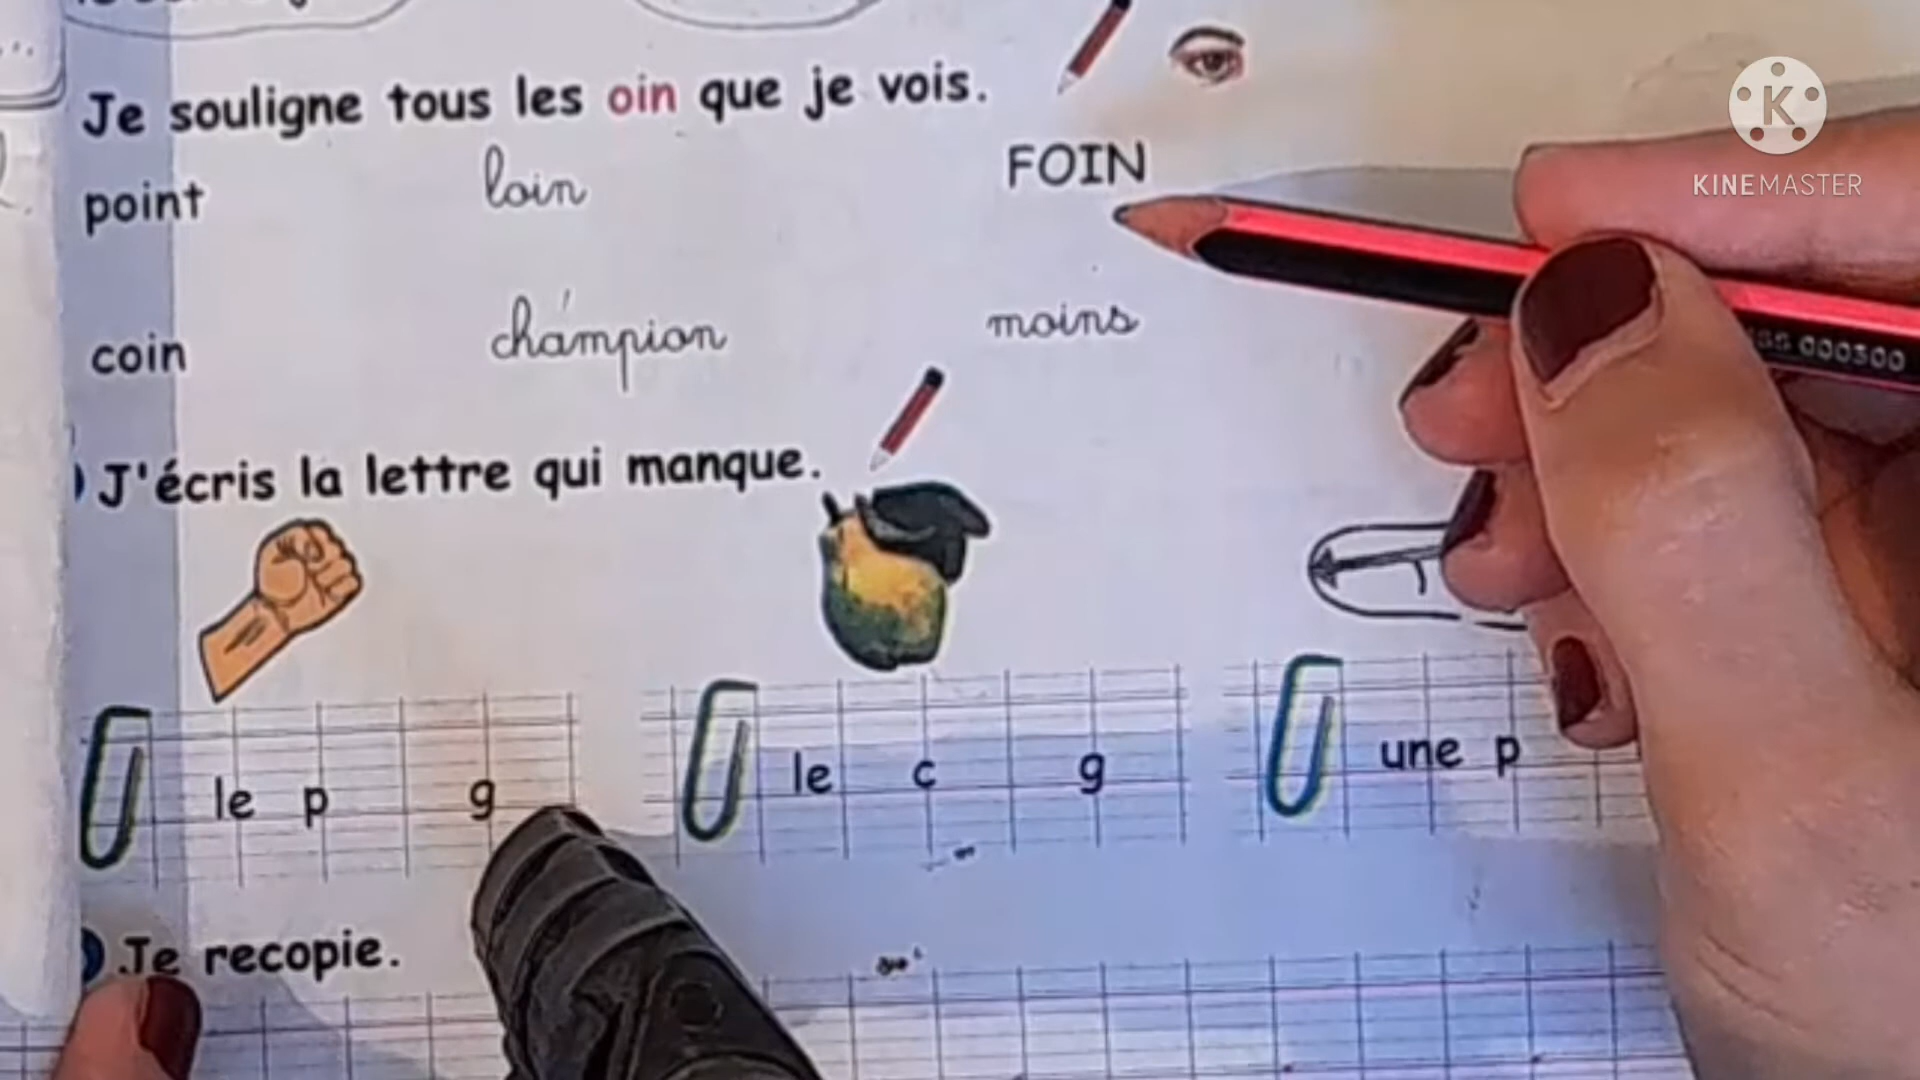 Je souligne tous les oin que je vois.
point loin FOIN
coin champion moins
J'écris la lettre qui manque.
le p g le c g une p
Je recopie.
K
KINEMASTER
000300